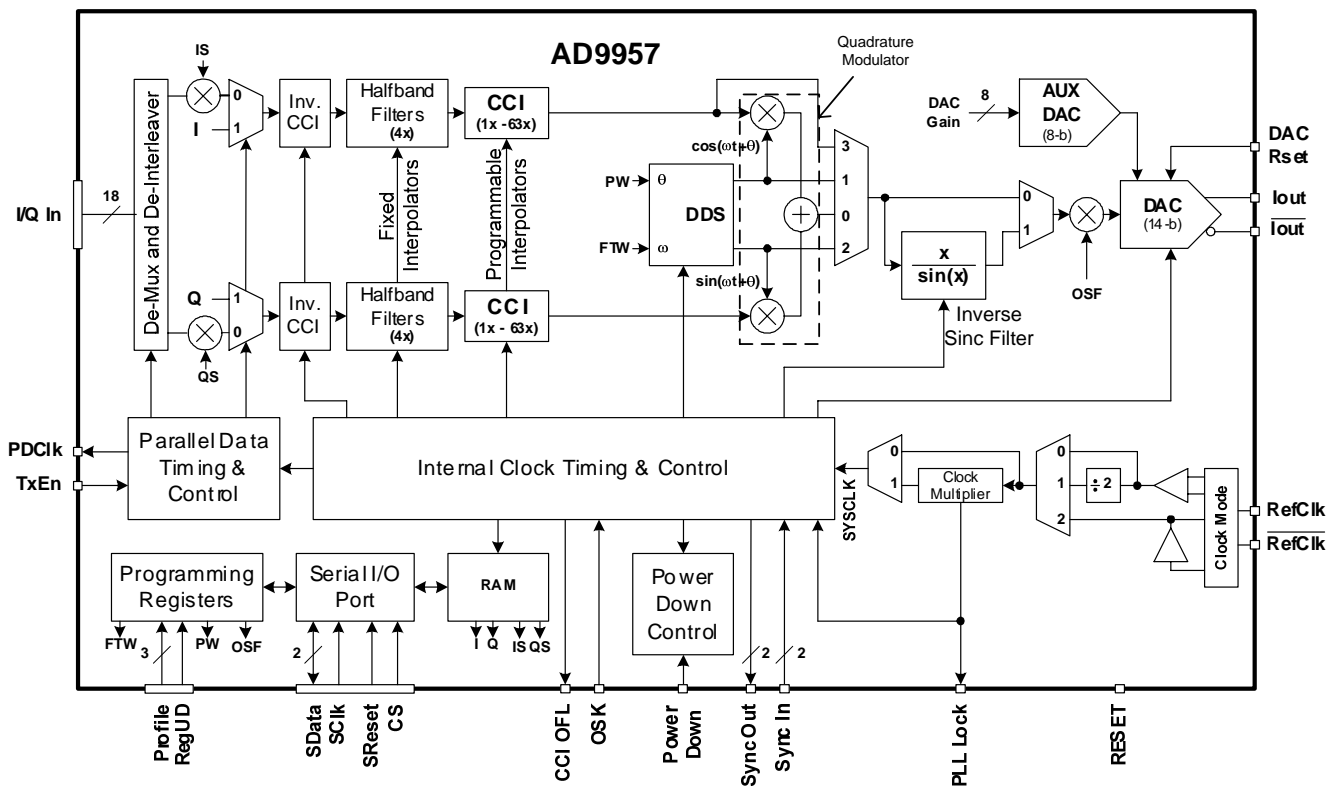 AD9957
Quadrature
Modulator
IS
0
I
1
Inv.
CCI
Halfband
Filters
(4x)
CCI
(1x - 63x)
DAC
Gain
8
AUX
DAC
(8-b)
DAC
Rset
I/Q In
18
De-Mux and De-Interleaver
Fixed
Interpolators
Programmable
Interpolators
cos(ωt+θ)
PW
θ
DDS
FTW
ω
sin(ωt+θ)
3
1
0
2
0
1
x
sin(x)
Inverse
Sinc Filter
OSF
DAC
(14-b)
Iout
Iout
Q
1
0
QS
Inv.
CCI
Halfband
Filters
(4x)
CCI
(1x - 63x)
PDClk
TxEn
Parallel Data
Timing &
Control
Internal Clock Timing & Control
SYSCLK
0
1
Clock
Multiplier
0
1
2
÷ 2
Clock Mode
RefClk
RefClk
Programming
Registers
Serial I/O
Port
RAM
Power
Down
Control
FTW
3
PW
OSF
2
I
Q
IS
QS
2
2
Profile
RegUD
SData
SClk
SReset
CS
CCI OFL
OSK
Power
Down
Sync Out
Sync In
PLL Lock
RESET